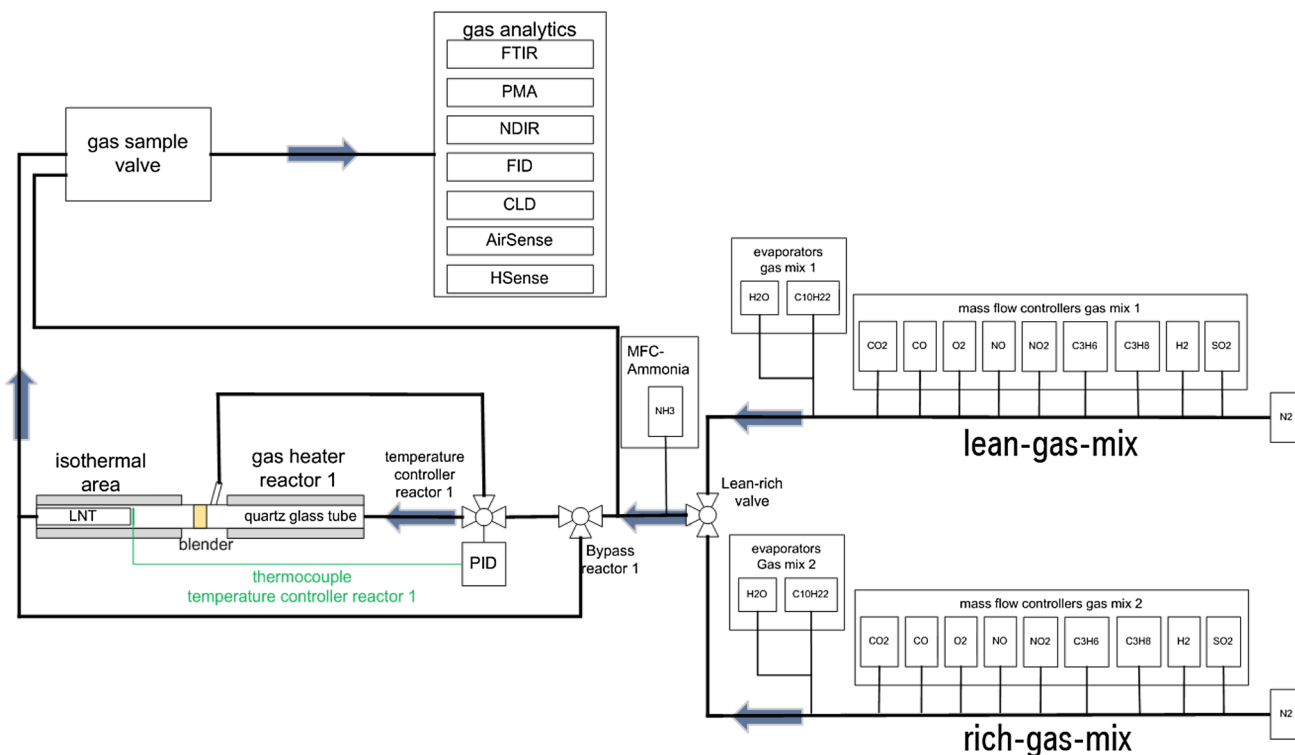 gas analytics
FTIR
PMA
NDIR
FID
CLD
AirSense
HSense
gas sample
valve
evaporators
gas mix 1
H2O
C10H22
mass flow controllers gas mix 1
CO2
CO
O2
NO
NO2
C3H6
C3H8
H2
SO2
N2
lean-gas-mix
MFC-
Ammonia
NH3
Lean-rich
valve
isothermal
area
gas heater
reactor 1
temperature
controller
reactor 1
LNT
quartz glass tube
blender
PID
Bypass
reactor 1
thermocouple
temperature controller reactor 1
evaporators
Gas mix 2
H2O
C10H22
mass flow controllers gas mix 2
CO2
CO
O2
NO
NO2
C3H6
C3H8
H2
SO2
N2
rich-gas-mix